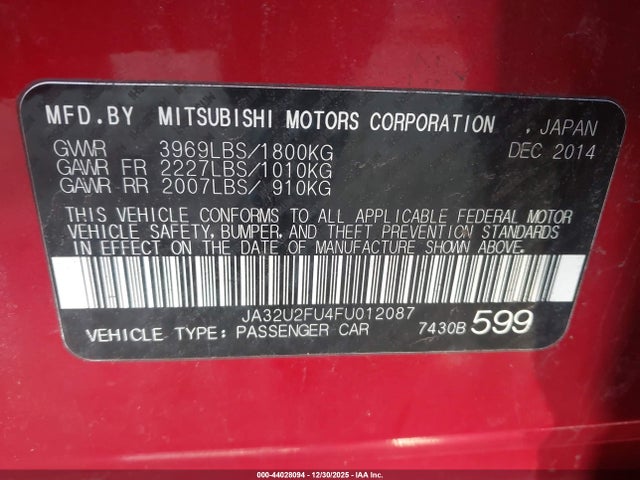 MFD.BY MITSUBISHI MOTORS CORPORATION . JAPAN
GVWR 3969LBS/1800KG DEC 2014
GAWR FR 2227LBS/1010KG
GAWR RR 2007LBS/ 910KG
THIS VEHICLE CONFORMS TO ALL APPLICABLE FEDERAL MOTOR
VEHICLE SAFETY, BUMPER, AND THEFT PREVENTION STANDARDS
IN EFFECT ON THE DATE OF MANUFACTURE SHOWN ABOVE.
JA32U2FU4FU012087
VEHICLE TYPE: PASSENGER CAR 7430B 599
000-44028094 - 12/30/2025 - IAA Inc.